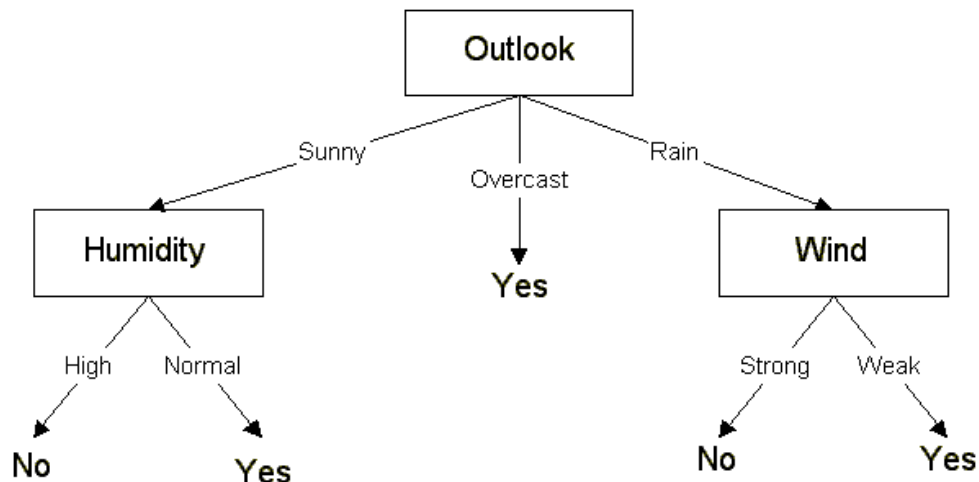 Outlook
Sunny
Overcast
Rain
Humidity
Yes
Wind
High
Normal
Strong
Weak
No
Yes
No
Yes